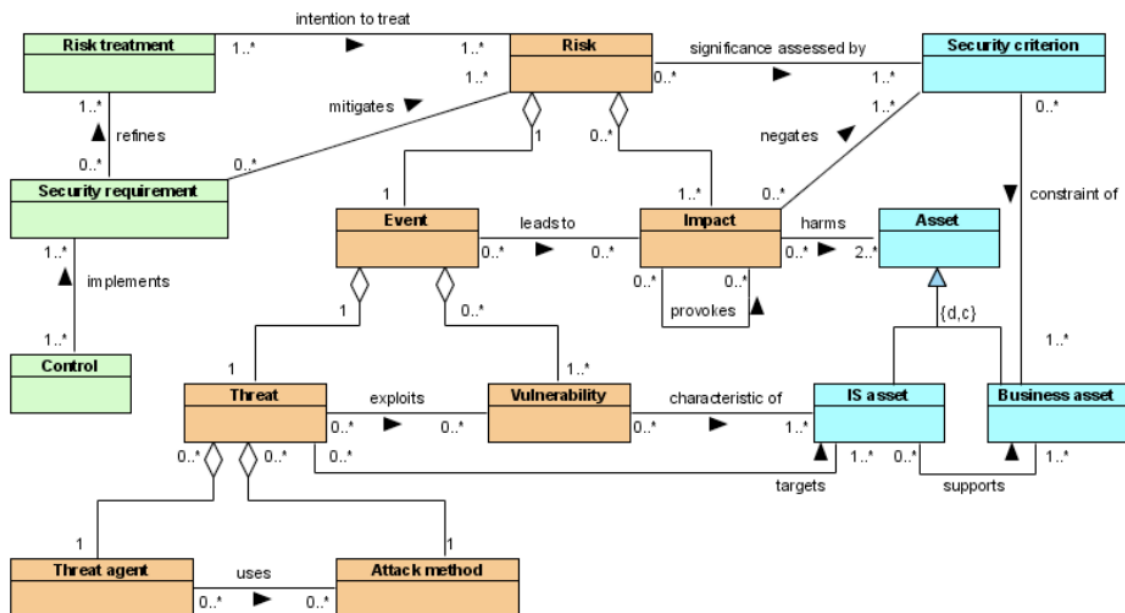 intention to treat
Risk treatment
1..*
1..*
Risk
significance assessed by
0..*
1..*
Security criterion
1..*
1..*
mitigates
1..*
0..*
refines
1
0..*
negates
0..*
0..*
Security requirement
1
1..*
0..*
constraint of
Event
leads to
Impact
harms
Asset
1..*
0..*
0..*
0..*
2..*
implements
0..*
0..*
1
0..*
provokes
{d,c}
1..*
1
1..*
1..*
Control
Threat
exploits
Vulnerability
characteristic of
IS asset
Business asset
0..*
0..*
0..*
1..*
0..*
0..*
0..*
1..*
0..*
1..*
targets
supports
1
1
Threat agent
uses
Attack method
0..*
0..*